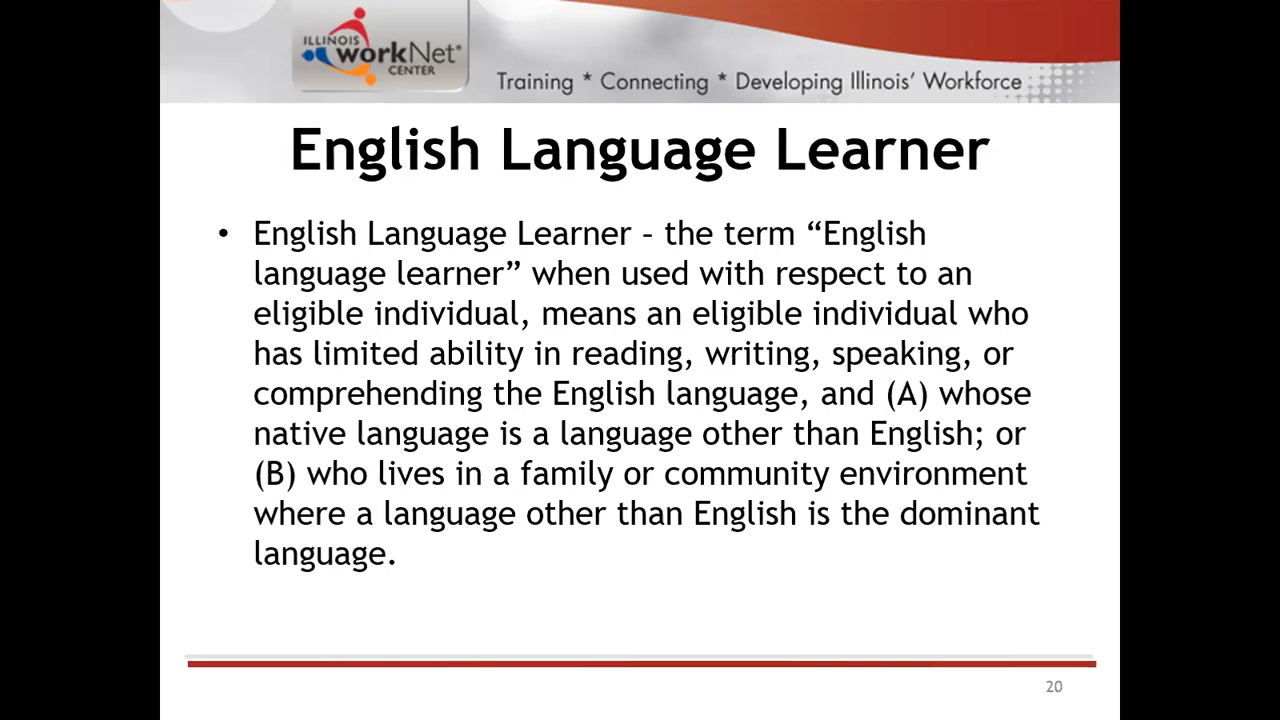 ILLINOIS
workNet®
CENTER
Training * Connecting * Developing Illinois’ Workforce
English Language Learner
• English Language Learner – the term “English
language learner” when used with respect to an
eligible individual, means an eligible individual who
has limited ability in reading, writing, speaking, or
comprehending the English language, and (A) whose
native language is a language other than English; or
(B) who lives in a family or community environment
where a language other than English is the dominant
language.
20